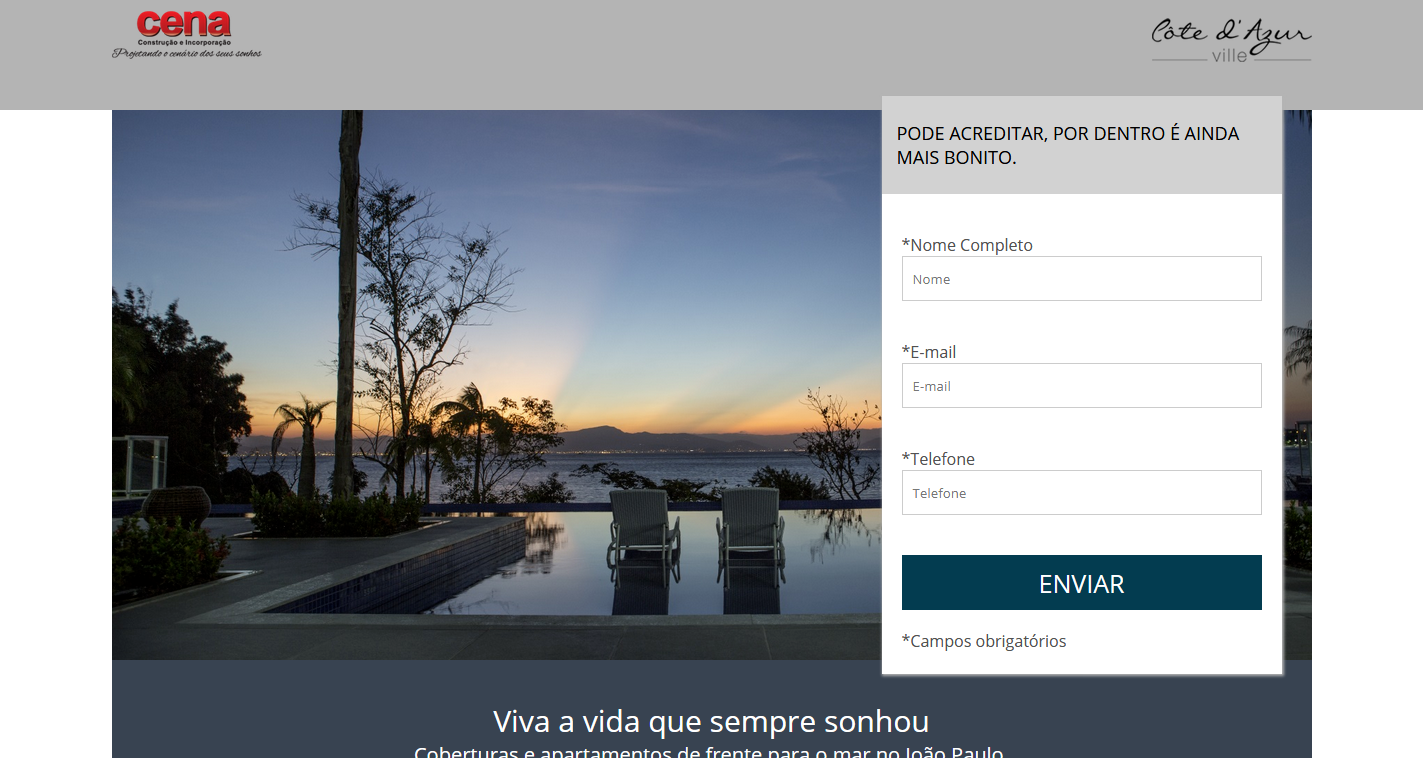 cena
Construção e Incorporação
Projetando o cenário dos seus sonhos
Côte d'Azur
ville
PODE ACREDITAR, POR DENTRO É AINDA
MAIS BONITO.
*Nome Completo
Nome
*E-mail
E-mail
*Telefone
Telefone
ENVIAR
*Campos obrigatórios
Viva a vida que sempre sonhou
Coberturas e apartamentos de frente para o mar no João Paulo